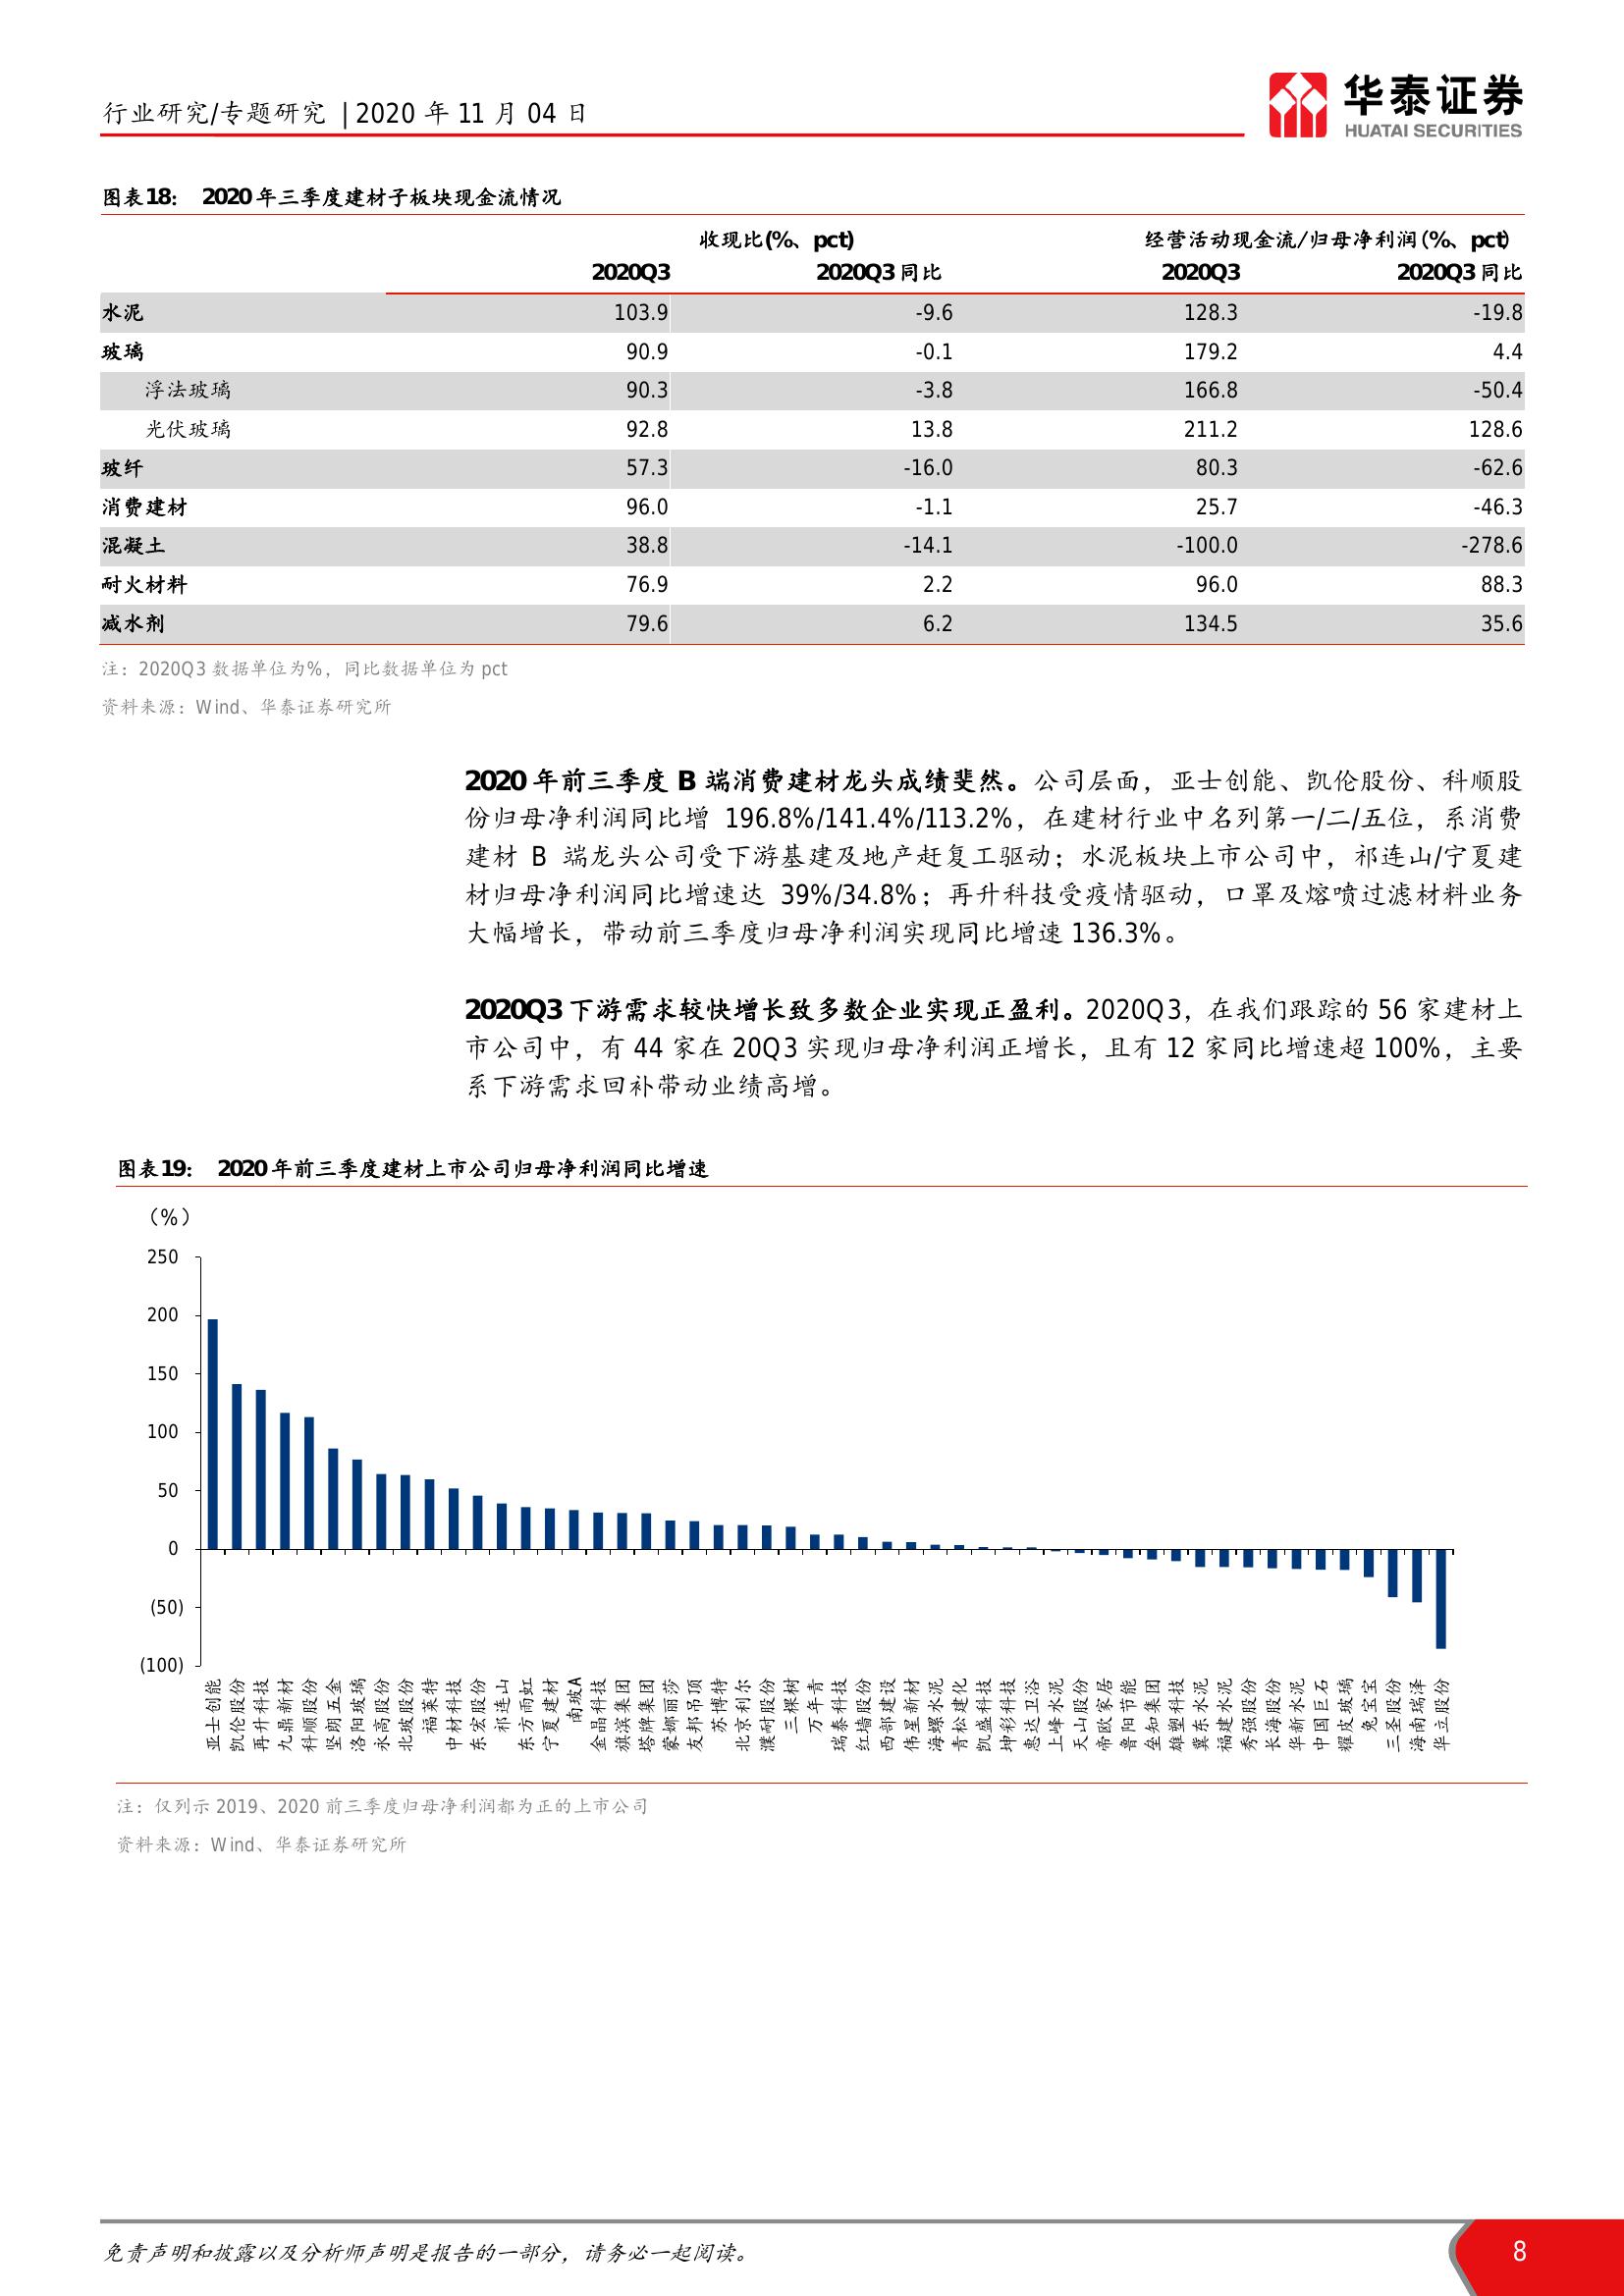 行业研究/专题研究 | 2020 年 11 月 04 日
华泰证券
HUATAI SECURITIES
图表18: 2020 年三季度建材子板块现金流情况
收现比(%、pct) 经营活动现金流/归母净利润(%、pct)
2020Q3 2020Q3 同比 2020Q3 2020Q3 同比
水泥 103.9 -9.6 128.3 -19.8
玻璃 90.9 -0.1 179.2 4.4
浮法玻璃 90.3 -3.8 166.8 -50.4
光伏玻璃 92.8 13.8 211.2 128.6
玻纤 57.3 -16.0 80.3 -62.6
消费建材 96.0 -1.1 25.7 -46.3
混凝土 38.8 -14.1 -100.0 -278.6
耐火材料 76.9 2.2 96.0 88.3
减水剂 79.6 6.2 134.5 35.6
注：2020Q3 数据单位为%，同比数据单位为 pct
资料来源：Wind、华泰证券研究所
2020 年前三季度 B 端消费建材龙头成绩斐然。公司层面，亚士创能、凯伦股份、科顺股
份归母净利润同比增 196.8%/141.4%/113.2%，在建材行业中名列第一/二/五位，系消费
建材 B 端龙头公司受下游基建及地产赶复工驱动；水泥板块上市公司中，祁连山/宁夏建
材归母净利润同比增速达 39%/34.8%；再升科技受疫情驱动，口罩及熔喷过滤材料业务
大幅增长，带动前三季度归母净利润实现同比增速 136.3%。
2020Q3 下游需求较快增长致多数企业实现正盈利。2020Q3，在我们跟踪的 56 家建材上
市公司中，有 44 家在 20Q3 实现归母净利润正增长，且有 12 家同比增速超 100%，主要
系下游需求回补带动业绩高增。
图表19: 2020 年前三季度建材上市公司归母净利润同比增速
（%）
250
200
150
100
50
0
(50)
(100)
亚士创能
凯伦股份
再升科技
九鼎新材
科顺股份
坚朗五金
洛阳玻璃
永高股份
北玻股份
福莱特
中材科技
东宏股份
祁连山
东方雨虹
宁夏建材
南玻A
金晶科技
旗滨集团
塔牌集团
蒙娜丽莎
友邦吊顶
苏博特
北京利尔
濮耐股份
三棵树
万年青
瑞泰科技
红墙股份
西部建设
伟星新材
海螺水泥
青松建化
凯盛科技
坤彩科技
惠达卫浴
上峰水泥
天山股份
帝欧家居
鲁阳节能
垒知集团
雄塑科技
冀东水泥
福建水泥
秀强股份
长海股份
华新水泥
中国巨石
耀皮玻璃
兔宝宝
三圣股份
海南瑞泽
华立股份
注：仅列示 2019、2020 前三季度归母净利润都为正的上市公司
资料来源：Wind、华泰证券研究所
免责声明和披露以及分析师声明是报告的一部分，请务必一起阅读。
8